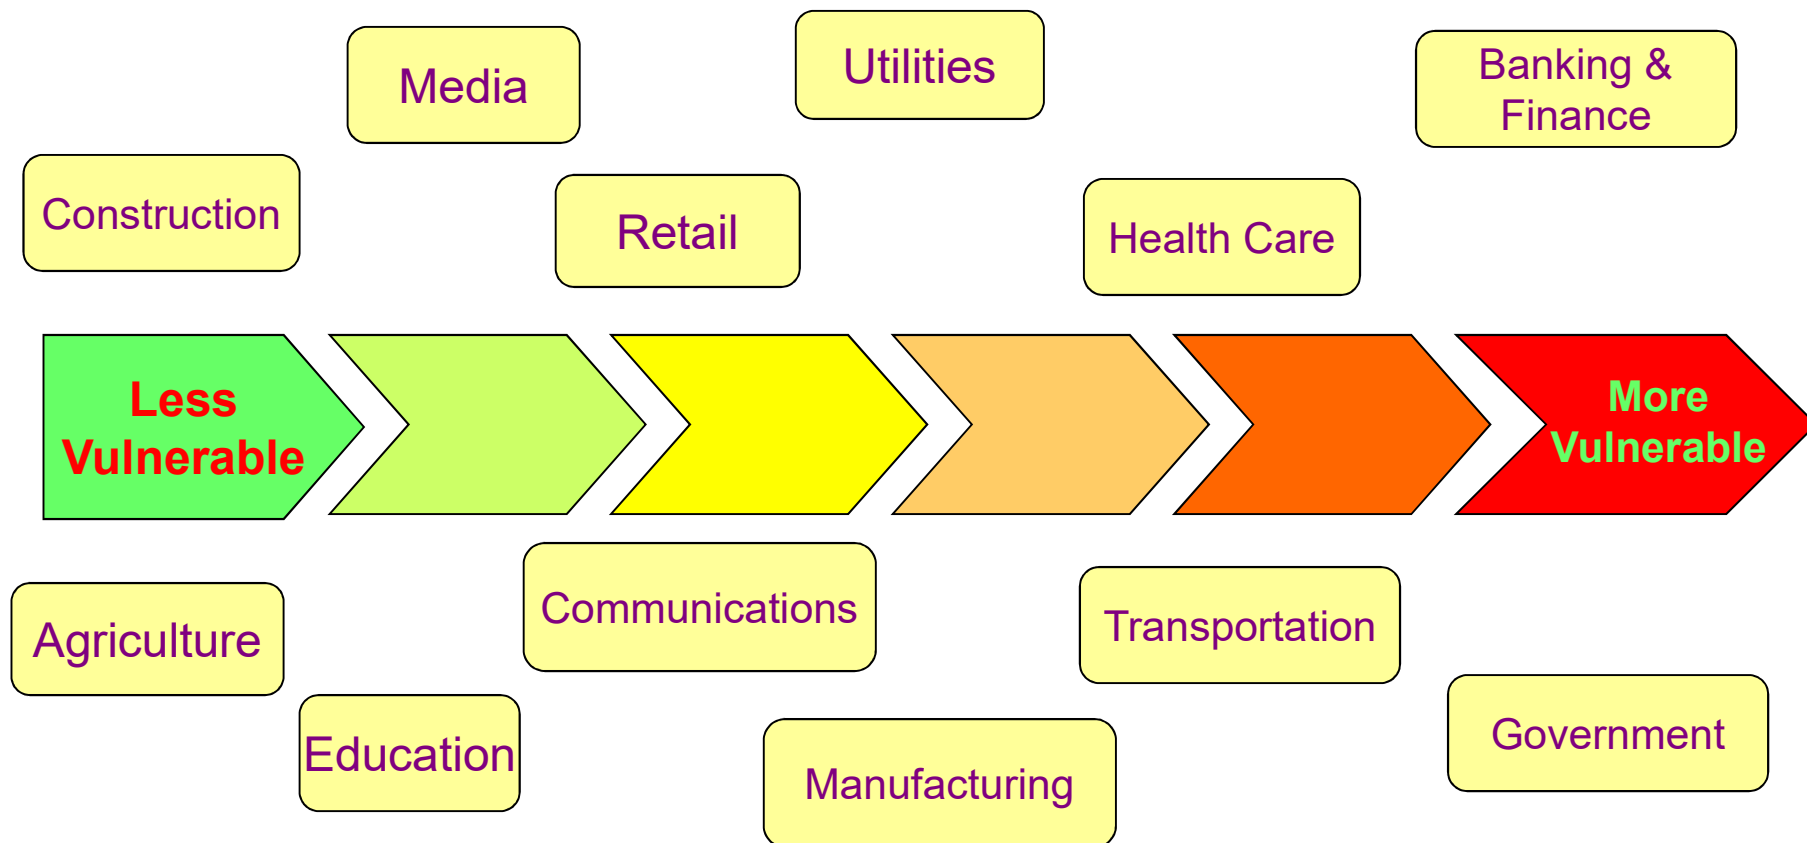 Media
Utilities
Banking &
Finance
Construction
Retail
Health Care
Less
Vulnerable
More
Vulnerable
Communications
Agriculture
Transportation
Education
Manufacturing
Government